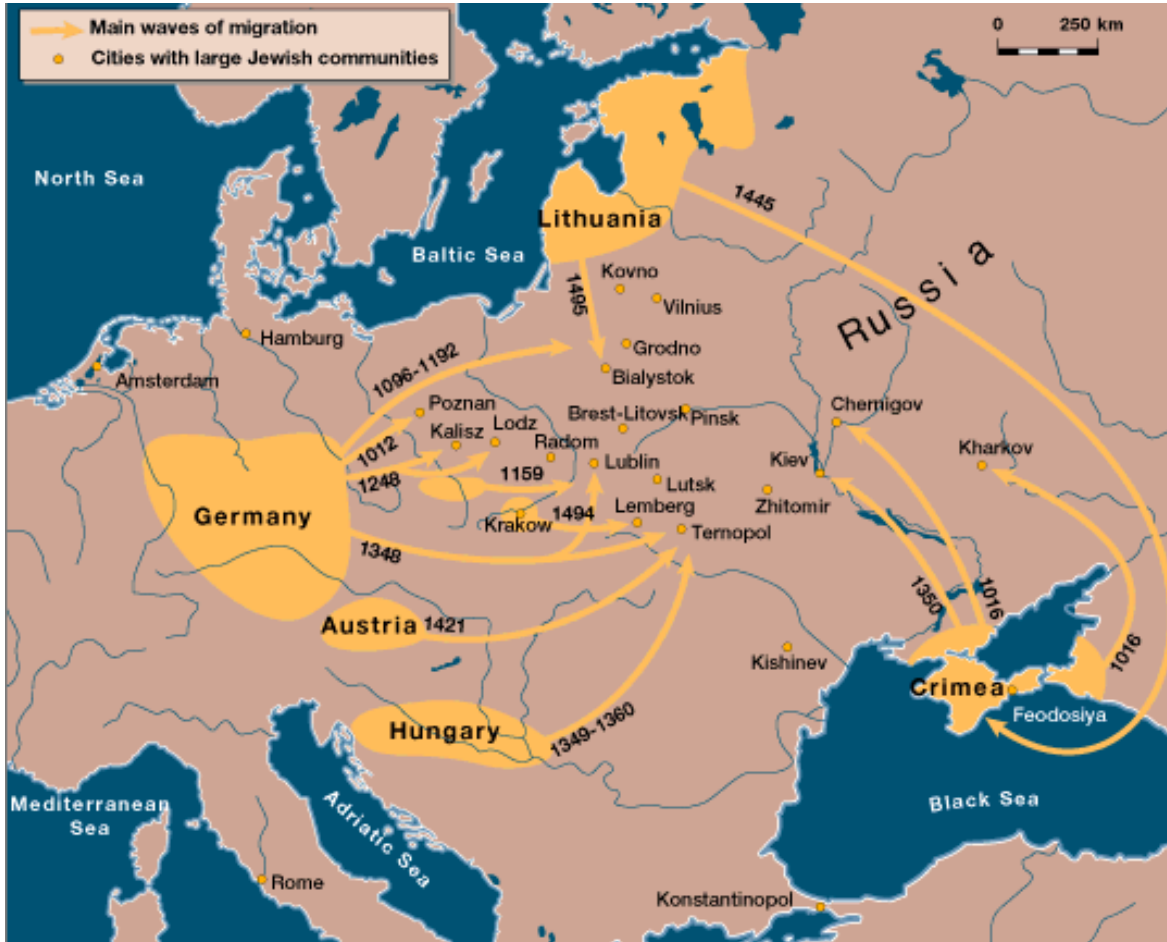 Main waves of migration
Cities with large Jewish communities
0 250 km
North Sea
Baltic Sea
Lithuania
1445
Russia
Kovno
Vilnius
1495
Hamburg
Grodno
Amsterdam
1096-1192
Bialystok
Poznan
Brest-Litovsk
Pinsk
Chernigov
Lodz
Kalisz
Radom
Kharkov
1012
1248
1159
Lublin
Kiev
Lutsk
Zhitomir
Germany
Krakow
1494
Lemberg
Ternopol
1348
1350
1016
Austria
1421
Kishinev
1016
Crimea
Feodosiya
Hungary
1349-1360
Mediterranean
Sea
Adriatic Sea
Black Sea
Rome
Konstantinopol